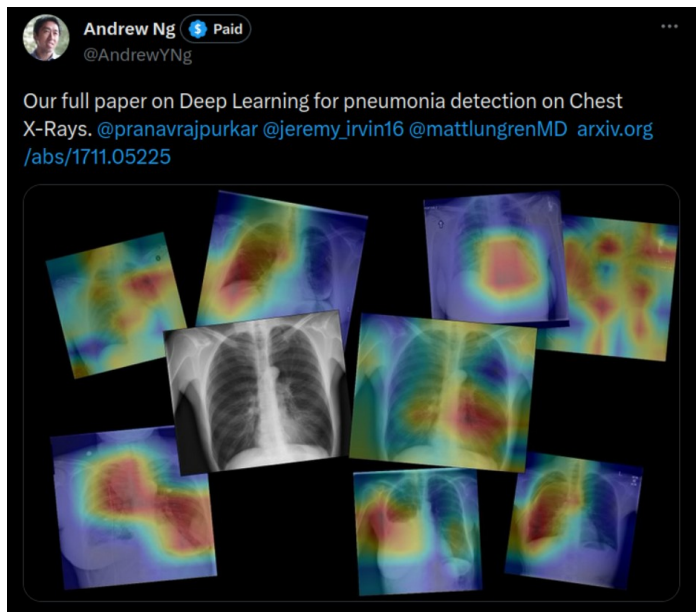 Andrew Ng Paid
@AndrewYNg
Our full paper on Deep Learning for pneumonia detection on Chest
X-Rays. @pranavrajpurkar @jeremy_irvin16 @mattlungrenMD arxiv.org
/abs/1711.05225